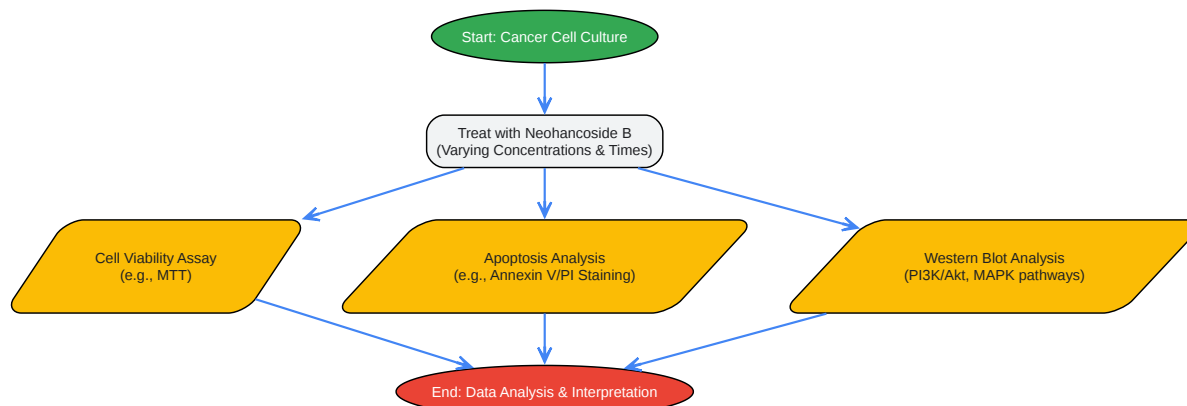 Start: Cancer Cell Culture
Treat with Neohancoside B
(Varying Concentrations & Times)
Cell Viability Assay
(e.g., MTT)
Apoptosis Analysis
(e.g., Annexin V/PI Staining)
Western Blot Analysis
(PI3K/Akt, MAPK pathways)
End: Data Analysis & Interpretation